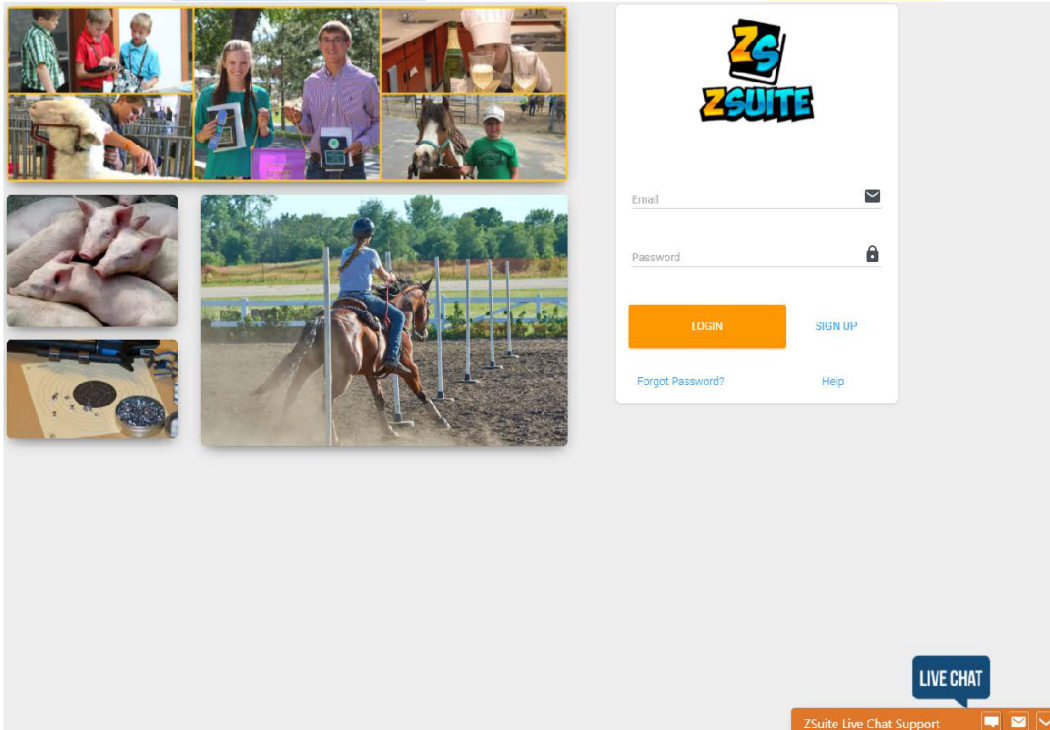 ZS
ZSUITE
Email
Password
LOGIN
SIGN UP
Forgot Password?
Help
LIVE CHAT
ZSuite Live Chat Support